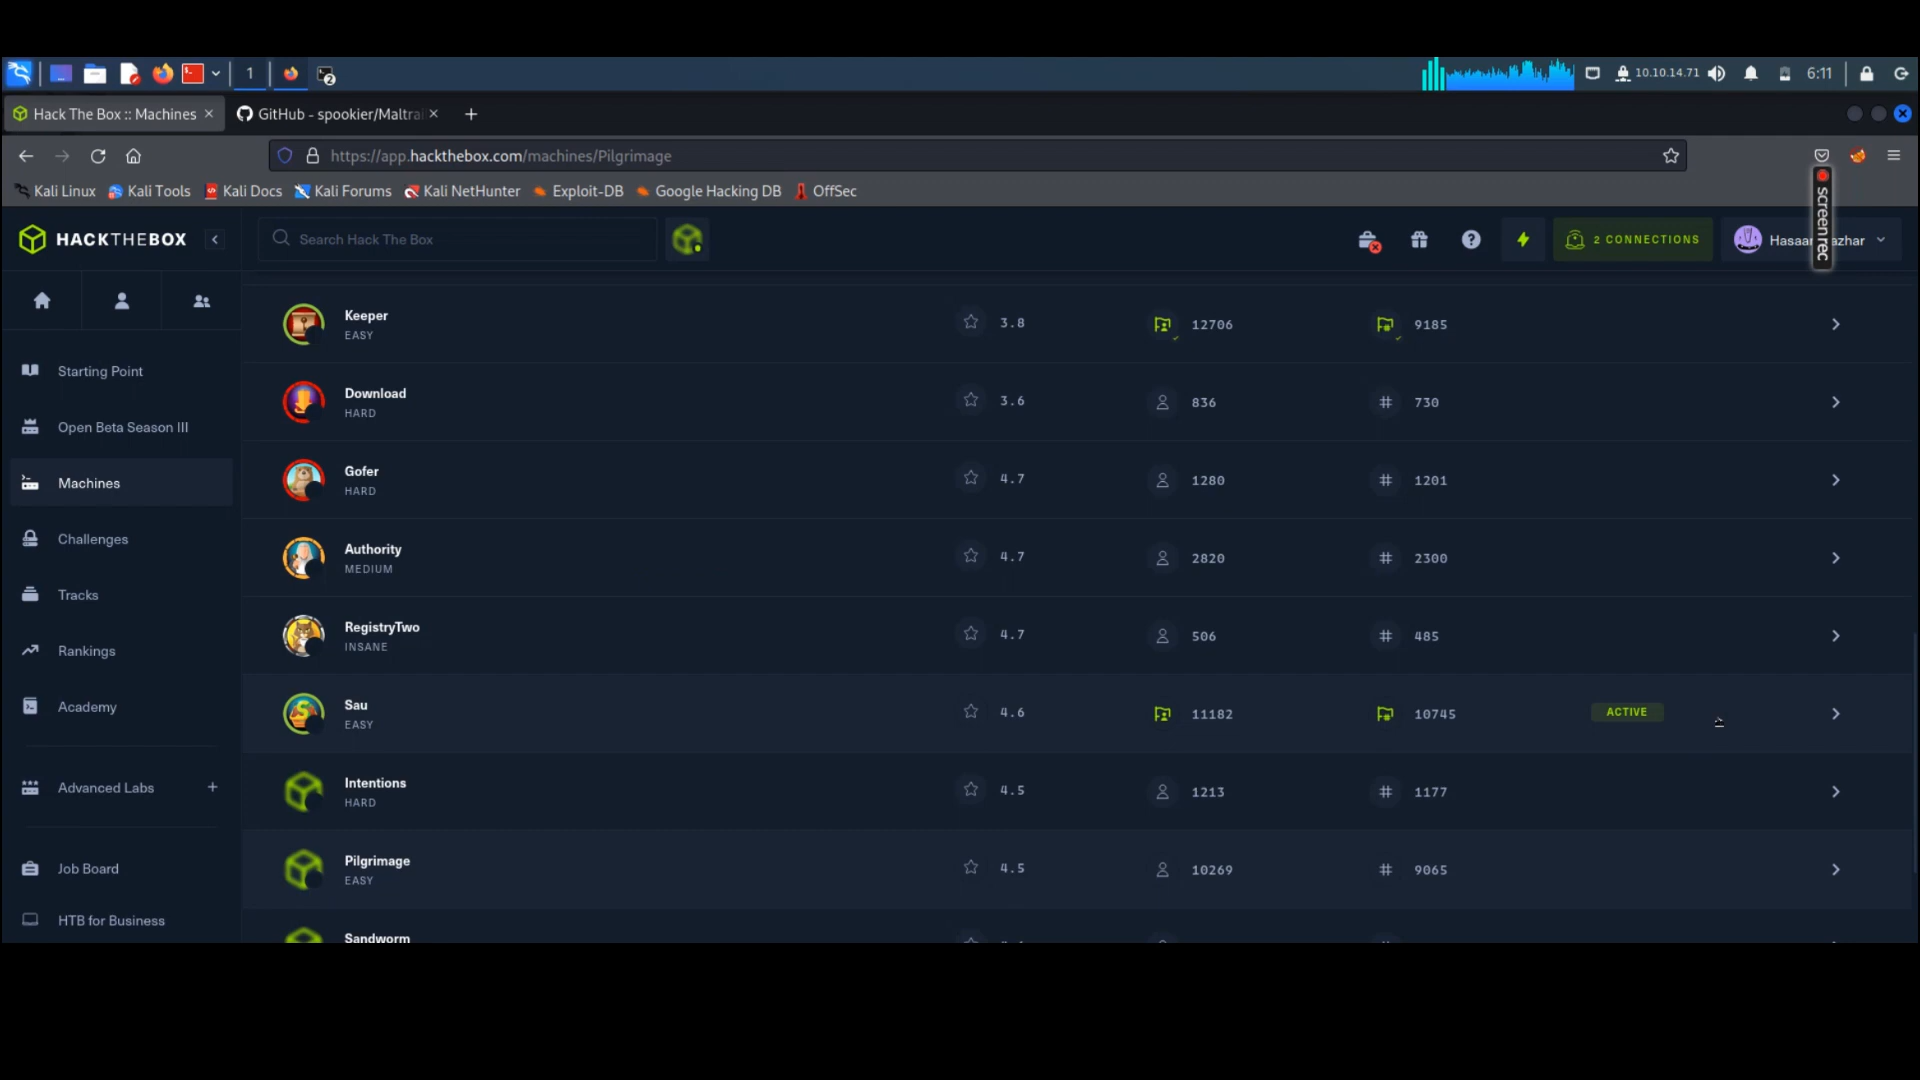 1 2 10.10.14.71 6:11
Hack The Box :: Machines GitHub - spookier/Maltra
https://app.hackthebox.com/machines/Pilgrimage
Kali Linux Kali Tools Kali Docs Kali Forums Kali NetHunter Exploit-DB Google Hacking DB OffSec
screenrec
HACKTHEBOX Search Hack The Box 2 CONNECTIONS
Starting Point
Open Beta Season III
Machines
Challenges
Tracks
Rankings
Academy
Advanced Labs +
Job Board
HTB for Business
Keeper 3.8 12706 9185
EASY
Download 3.6 836 730
HARD
Gofer 4.7 1280 1201
HARD
Authority 4.7 2820 2300
MEDIUM
RegistryTwo 4.7 506 485
INSANE
Sau 4.6 11182 10745 ACTIVE
EASY
Intentions 4.5 1213 1177
HARD
Pilgrimage 4.5 10269 9065
EASY
Sandworm